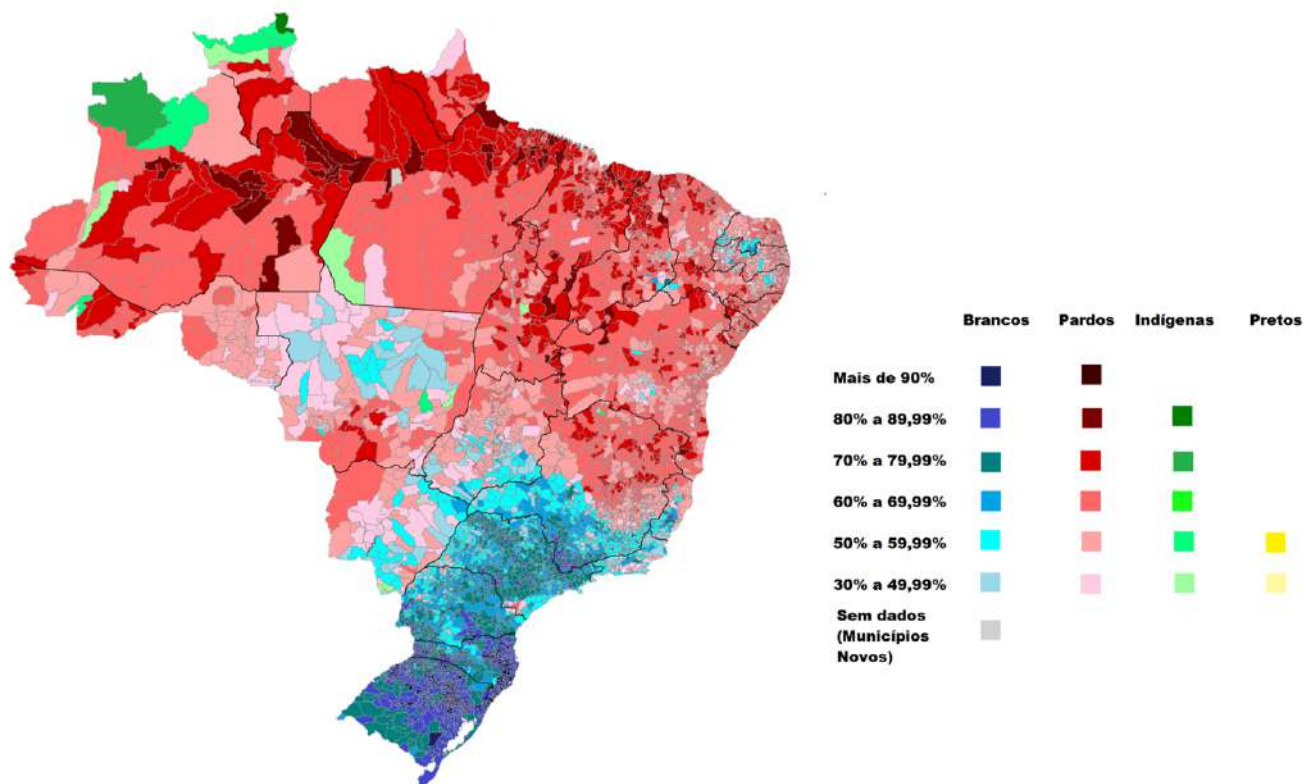 Brancos Pardos Indígenas Pretos
Mais de 90%
80% a 89,99%
70% a 79,99%
60% a 69,99%
50% a 59,99%
30% a 49,99%
Sem dados
(Municípios
Novos)